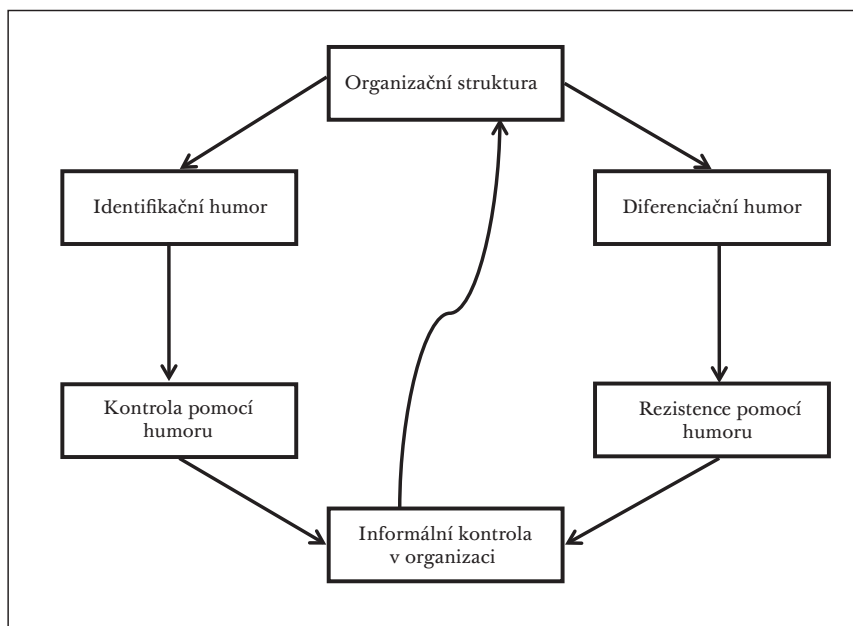 Organizační struktura
Identifikační humor
Diferenciační humor
Kontrola pomocí
humoru
Rezistence pomocí
humoru
Informální kontrola
v organizaci